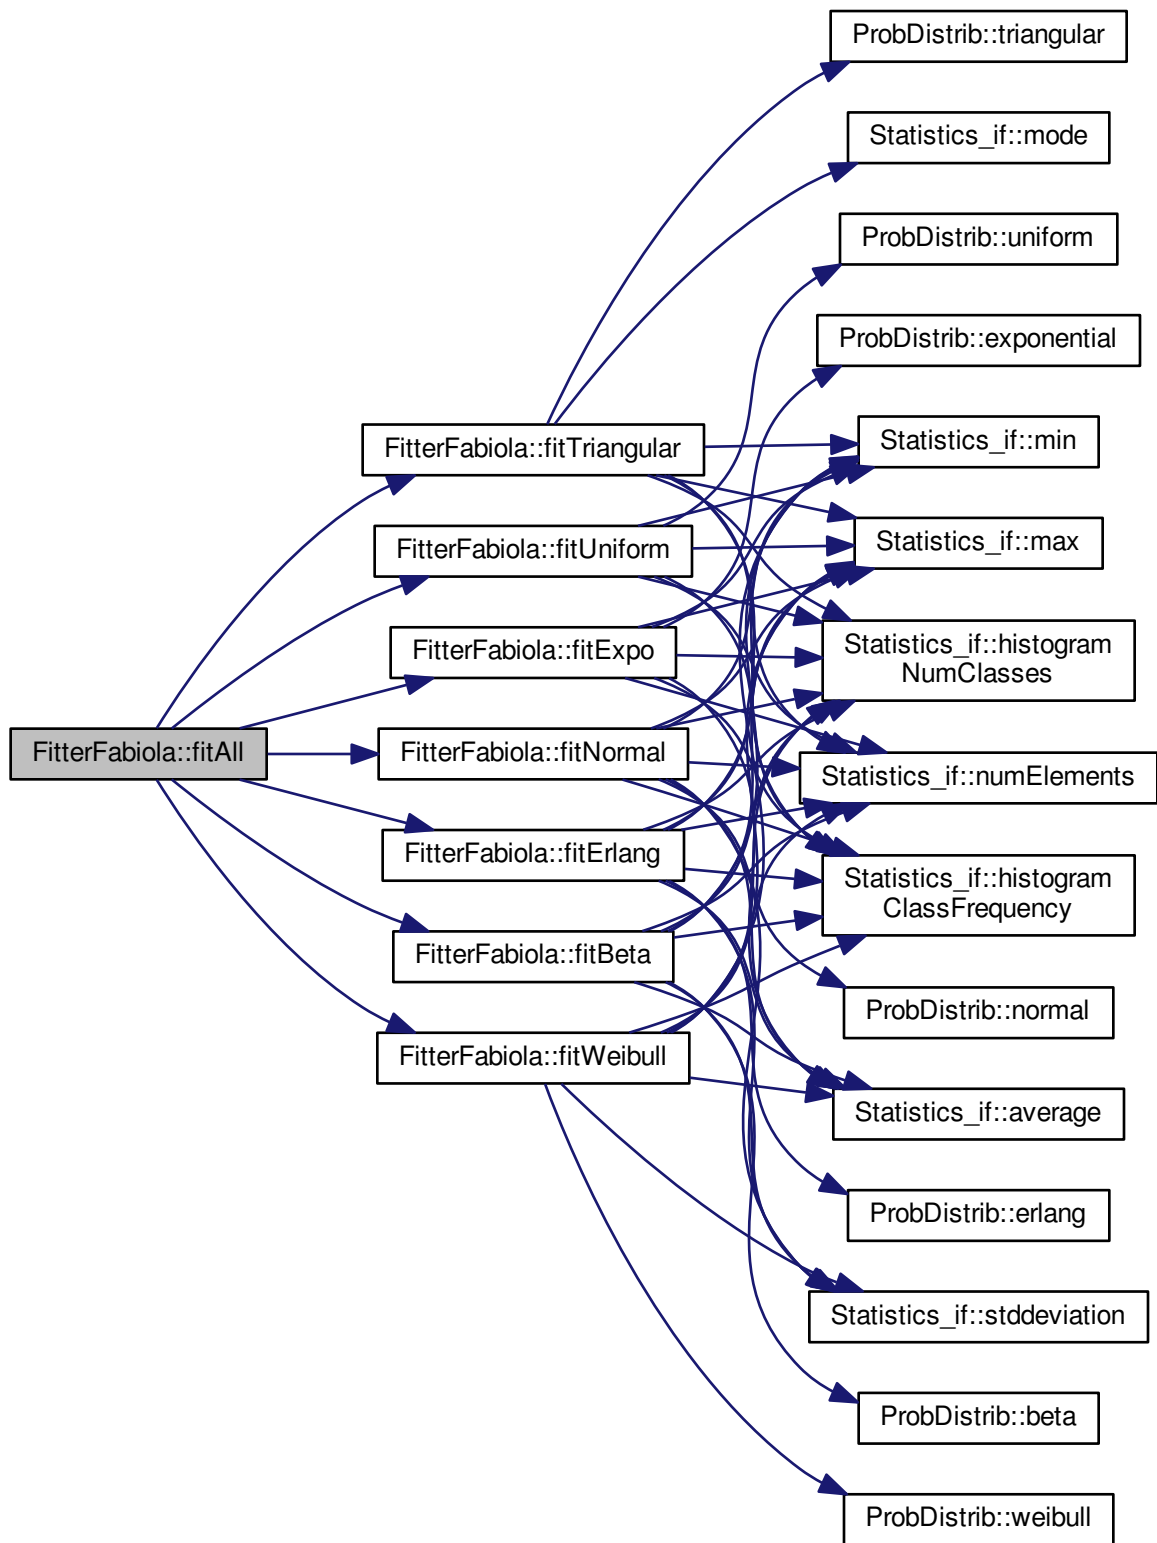 ProbDistrib::triangular
Statistics_if::mode
ProbDistrib::uniform
ProbDistrib::exponential
FitterFabiola::fitTriangular
Statistics_if::min
FitterFabiola::fitUniform
Statistics_if::max
FitterFabiola::fitExpo
Statistics_if::histogram
NumClasses
FitterFabiola::fitAll
FitterFabiola::fitNormal
Statistics_if::numElements
FitterFabiola::fitErlang
Statistics_if::histogram
ClassFrequency
FitterFabiola::fitBeta
ProbDistrib::normal
FitterFabiola::fitWeibull
Statistics_if::average
ProbDistrib::erlang
Statistics_if::stddeviation
ProbDistrib::beta
ProbDistrib::weibull